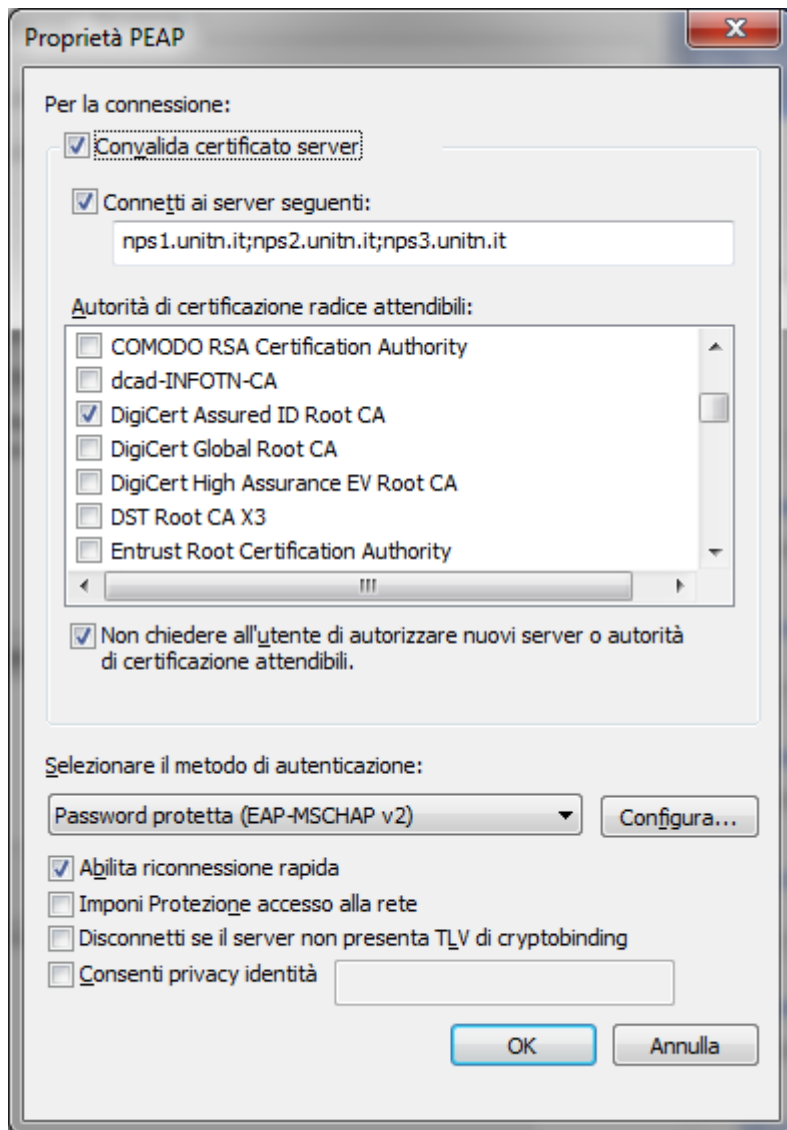 Proprietà PEAP
Per la connessione:
Convalida certificato server
Connetti ai server seguenti:
nps1.unitn.it;nps2.unitn.it;nps3.unitn.it
Autorità di certificazione radice attendibili:
COMODO RSA Certification Authority
dcad-INFOTN-CA
DigiCert Assured ID Root CA
DigiCert Global Root CA
DigiCert High Assurance EV Root CA
DST Root CA X3
Entrust Root Certification Authority
Non chiedere all'utente di autorizzare nuovi server o autorità
di certificazione attendibili.
Selezionare il metodo di autenticazione:
Password protetta (EAP-MSCHAP v2)
Configura...
Abilita riconnessione rapida
Imponi Protezione accesso alla rete
Disconnetti se il server non presenta TLV di cryptobinding
Consenti privacy identità
OK
Annulla